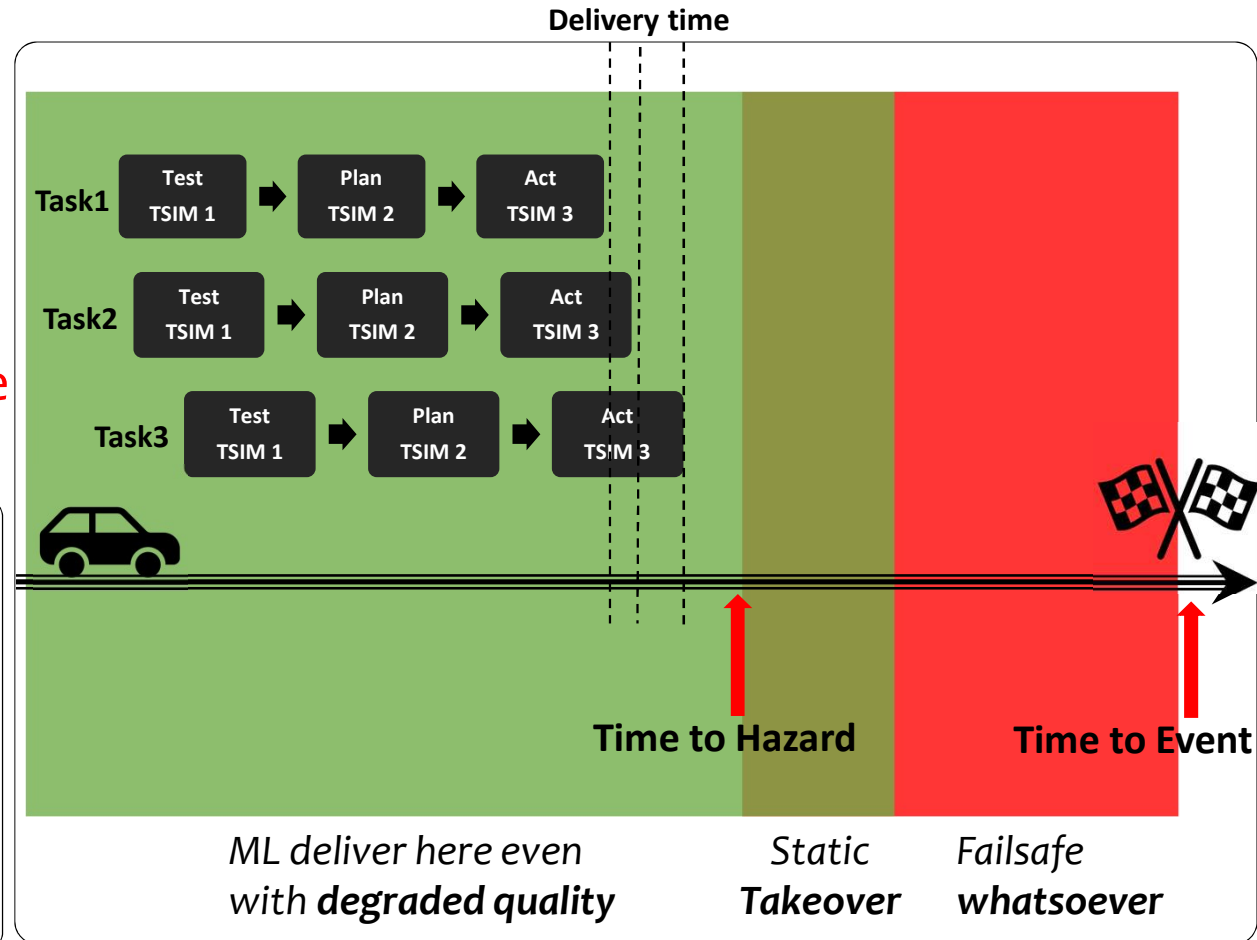 Delivery time
Task1
Test
TSIM 1
Plan
TSIM 2
Act
TSIM 3
Task2
Test
TSIM 1
Plan
TSIM 2
Act
TSIM 3
e
Task3
Test
TSIM 1
Plan
TSIM 2
Act
TSIM 3
Time to Hazard
Time to Event
ML deliver here even
with degraded quality
Static
Takeover
Failsafe
whatsoever